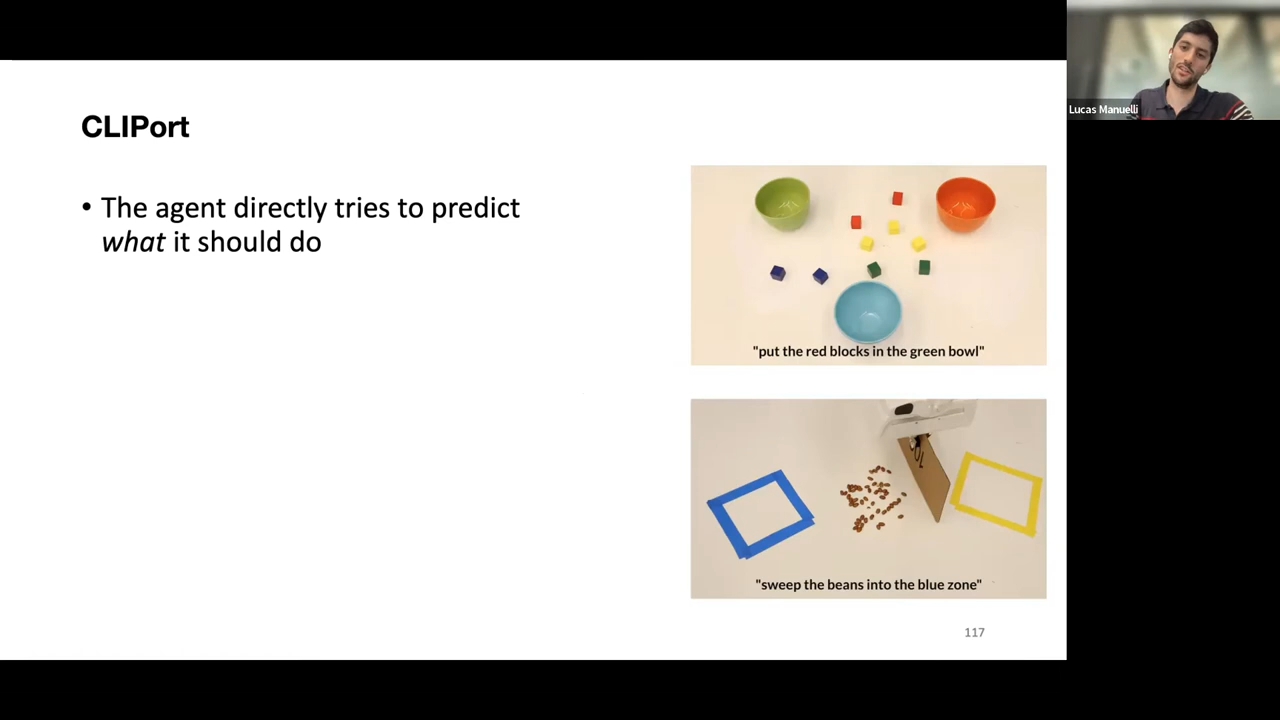 Lucas Manuelli
CLIPort
• The agent directly tries to predict
what it should do
"put the red blocks in the green bowl"
"sweep the beans into the blue zone"
117